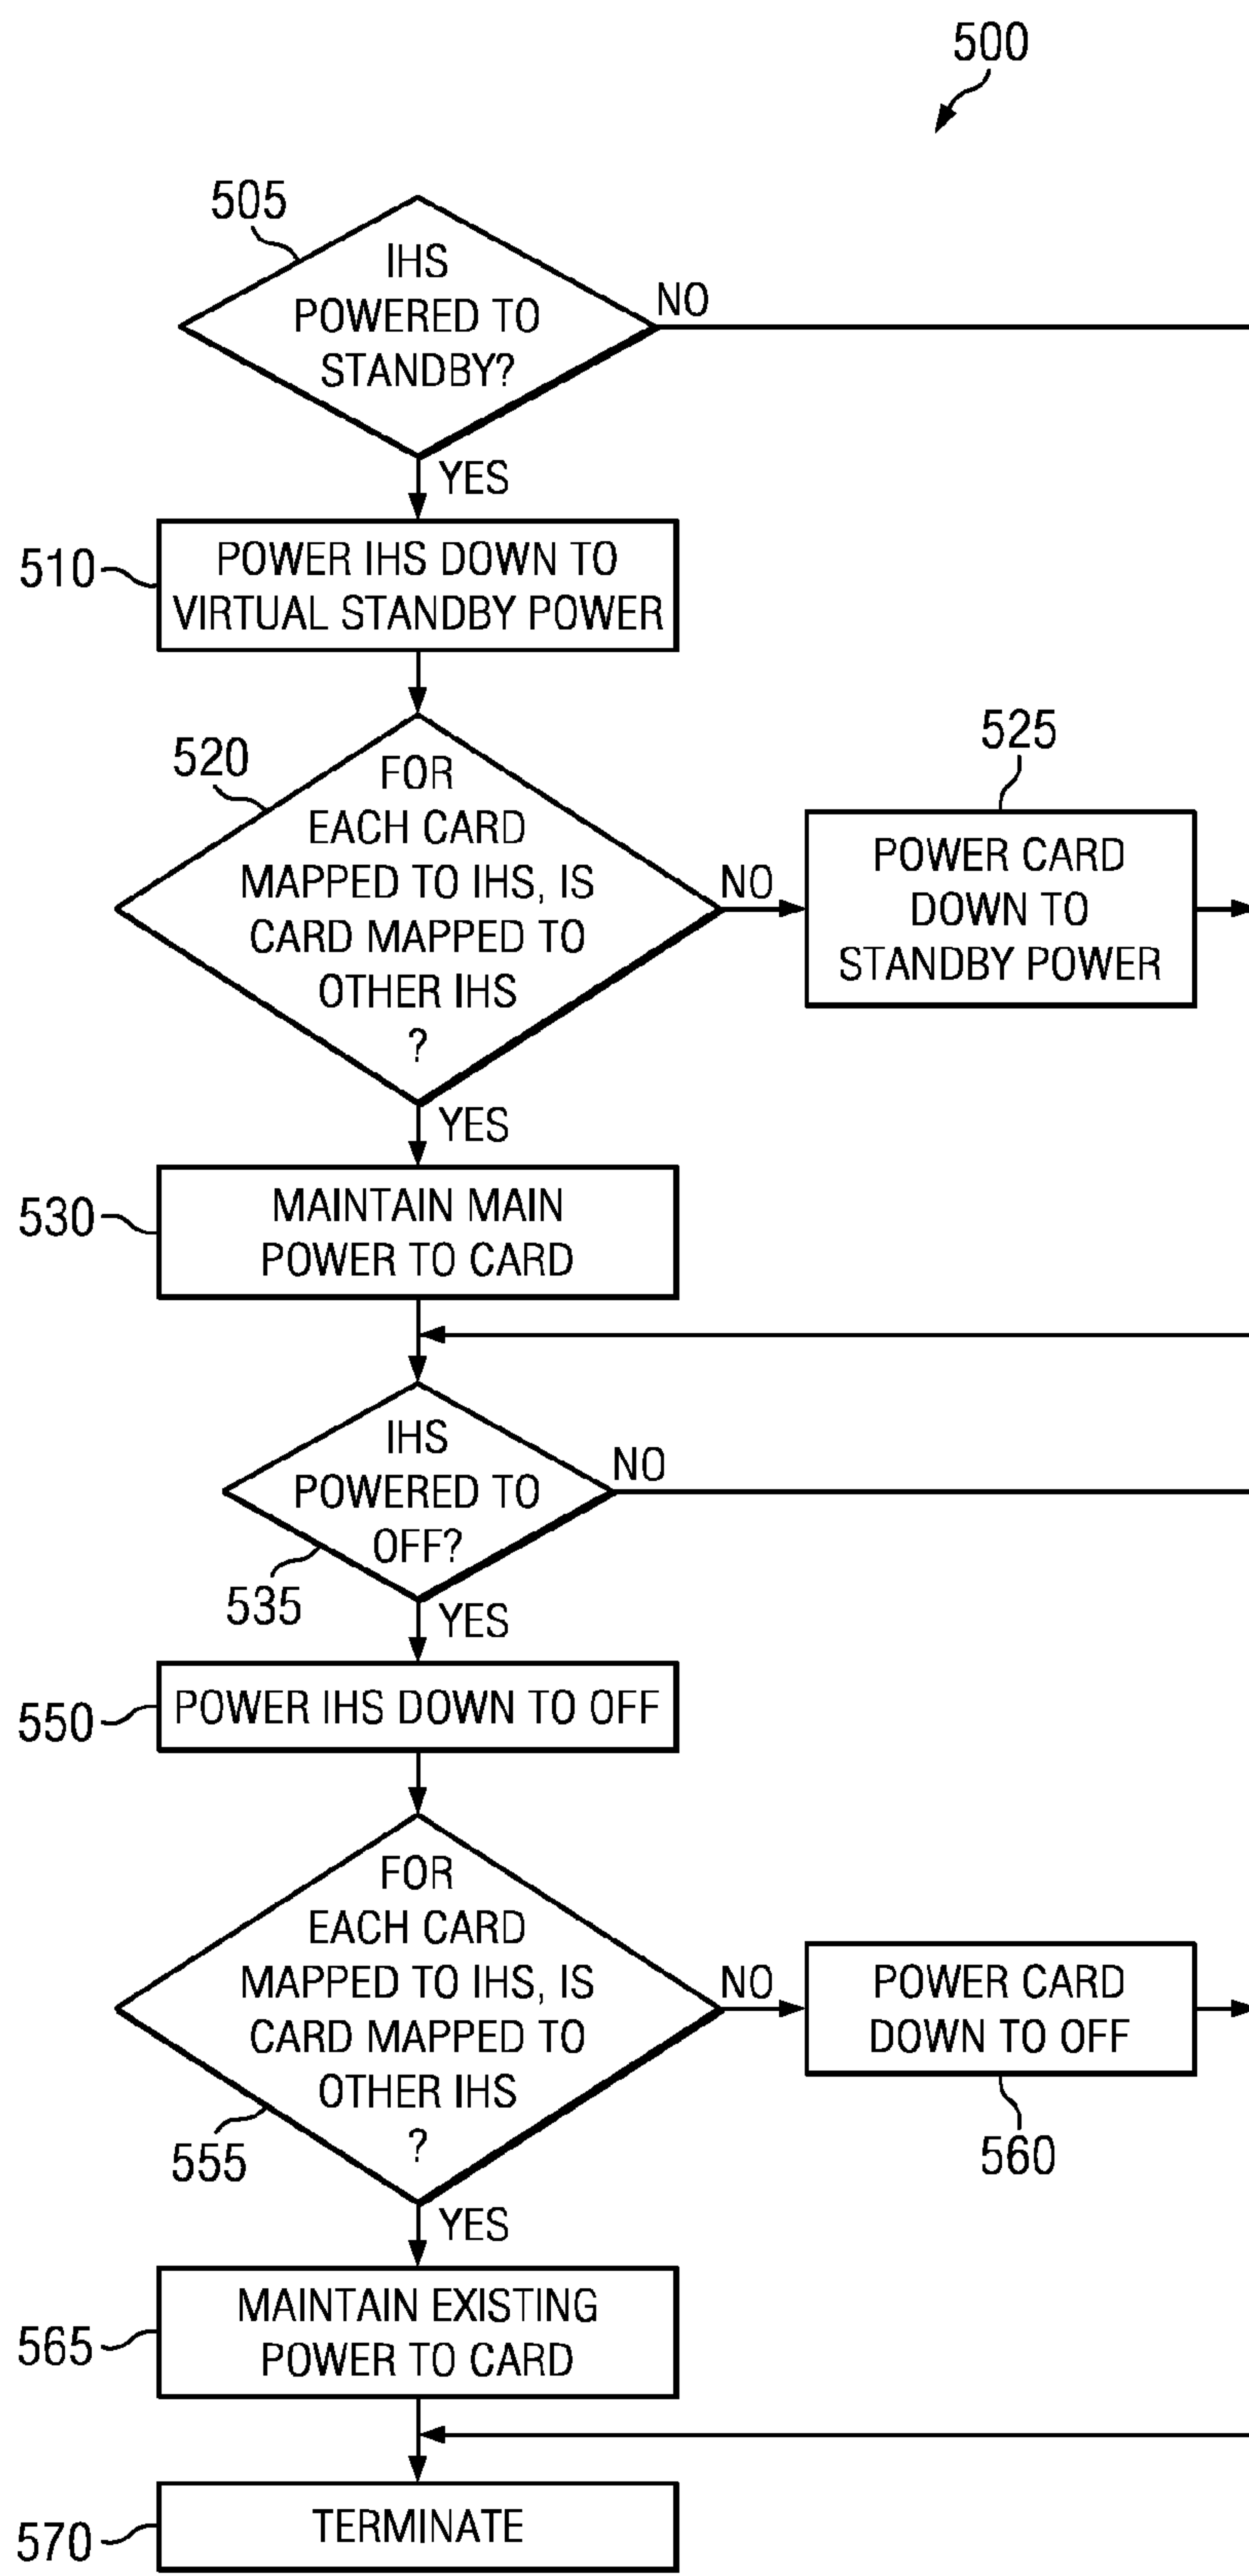 500
505
IHS
POWERED TO
STANDBY?
NO
YES
510
POWER IHS DOWN TO
VIRTUAL STANDBY POWER
520
FOR
EACH CARD
MAPPED TO IHS, IS
CARD MAPPED TO
OTHER IHS
?
NO
525
POWER CARD
DOWN TO
STANDBY POWER
YES
530
MAINTAIN MAIN
POWER TO CARD
IHS
POWERED TO
OFF?
NO
535
YES
550
POWER IHS DOWN TO OFF
FOR
EACH CARD
MAPPED TO IHS, IS
CARD MAPPED TO
OTHER IHS
?
555
NO
POWER CARD
DOWN TO OFF
560
YES
565
MAINTAIN EXISTING
POWER TO CARD
570
TERMINATE